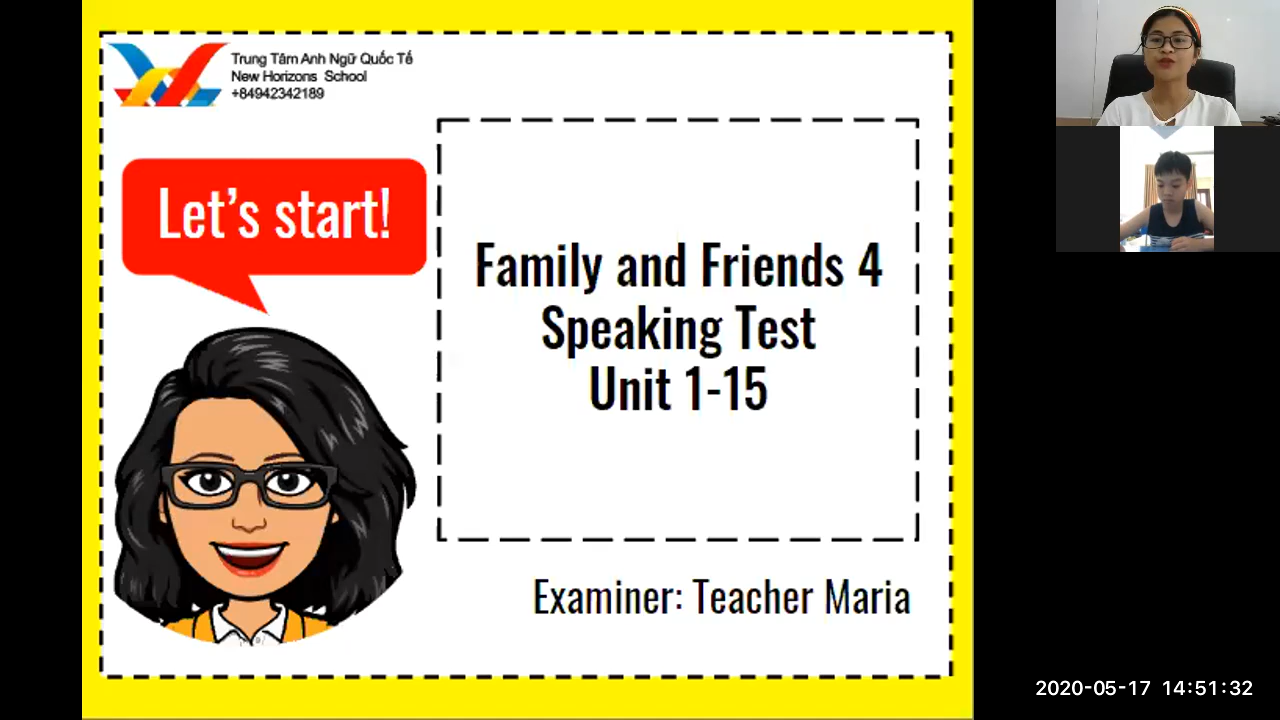 Trung Tâm Anh Ngữ Quốc Tế
New Horizons School
+84942342189
Let's start!
Family and Friends 4
Speaking Test
Unit 1-15
Examiner: Teacher Maria
2020-05-17 14:51:32